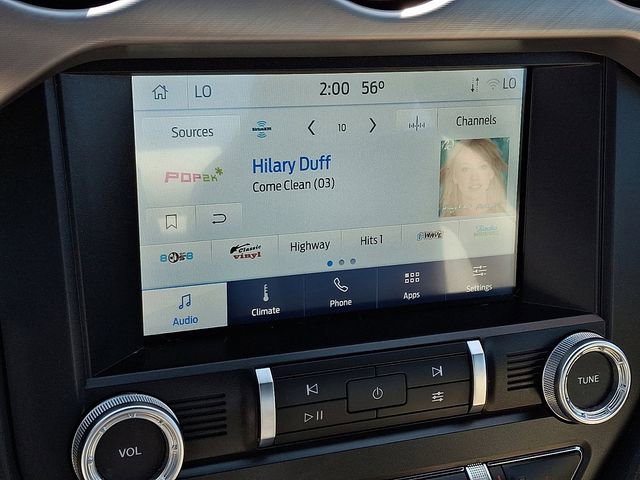 LO 2:00 56° LO
Sources SiriusXM 10 Channels
POP2K
Hilary Duff
Come Clean (03)
Classic vinyl Highway Hits 1
Audio Climate Phone Apps Settings
VOL
TUNE